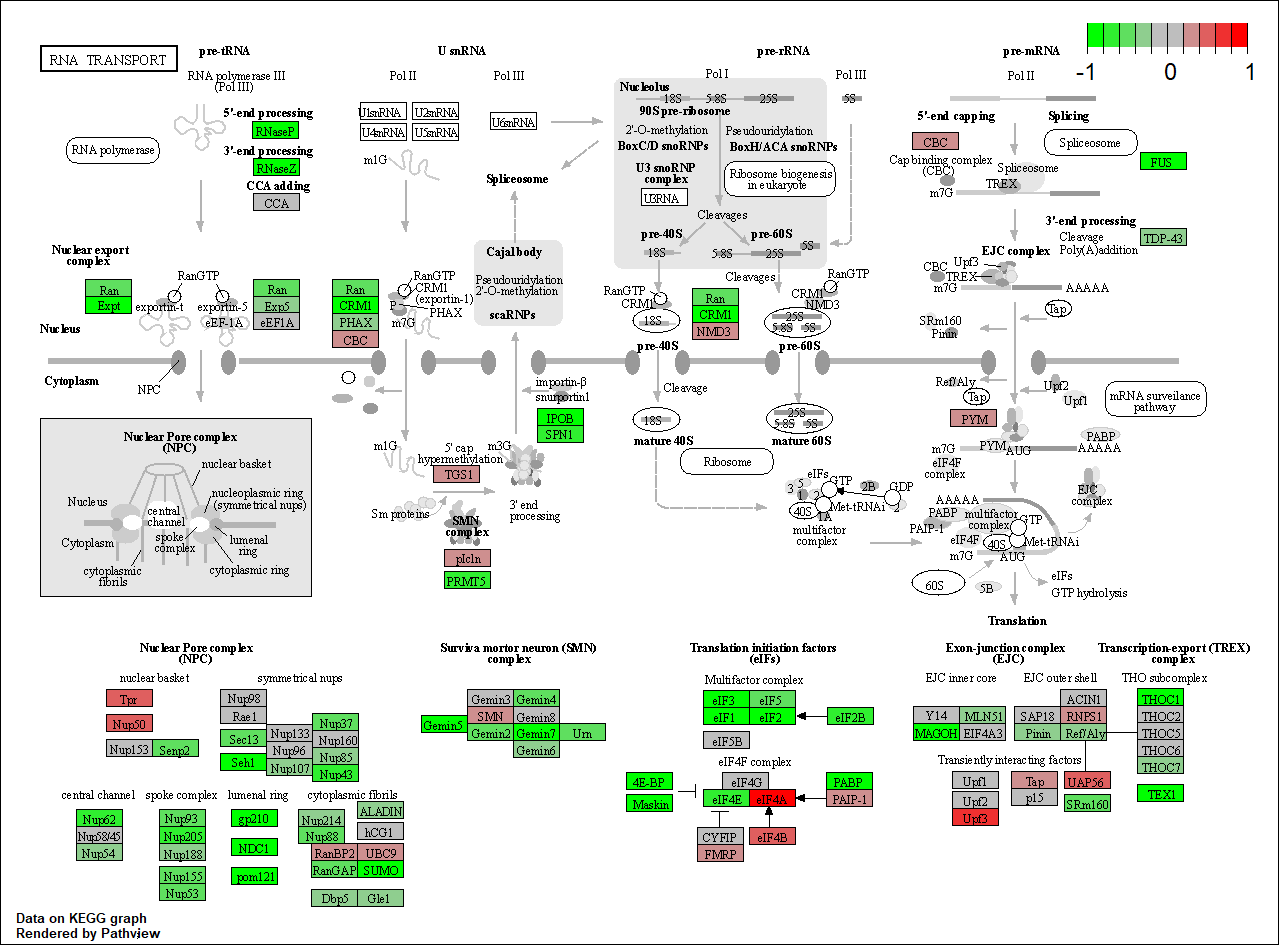 RNA TRANSPORT
pre-tRNA
RNA polymerase III
(Pol III)
5'-end processing
RNaseP
3'-end processing
RNaseZ
CCA adding
CCA
RNA polymerase
Nuclear export
complex
Ran
Expt
RanGTP
exportin-t
exportin-5
eEF-1A
Ran
Exp5
eEF1A
Nucleus
Cytoplasm
NPC
U snRNA
Pol II
Pol III
U1snRNA
U2snRNA
U4snRNA
U5snRNA
U6snRNA
m1G
Spliceosome
Cajal body
Pseudouridylation
2'-O-methylation
scaRNPs
Ran
CRM1
PHAX
CBC
RanGTP
CRM1
(exportin-1)
PHAX
P
m7G
importin-β
snurportin1
IPOB
SPN1
m1G
5' cap
hypermethylation
TGS1
m3G
Sm proteins
3' end
processing
SMN
complex
pIcln
PRMT5
pre-rRNA
Pol I
Pol III
Nucleolus
18S
5.8S
25S
5S
90S pre-ribosome
2'-O-methylation
BoxC/D snoRNPs
Pseudouridylation
BoxH/ACA snoRNPs
U3 snoRNP
complex
U3RNA
Ribosome biogenesis
in eukaryote
Cleavages
pre-40S
pre-60S
18S
5.8S
25S
5S
Cleavages
RanGTP
CRM1
18S
Ran
CRM1
NMD3
RanGTP
CRM1
NMD3
25S
5.8S 5S
pre-40S
pre-60S
Cleavage
18S
25S
5.8S 5S
mature 40S
mature 60S
Ribosome
eIFs
GTP
3 5
1 2
1A
40S
2B
GDP
Met-tRNAi
multifactor
complex
pre-mRNA
Pol II
5'-end capping
Splicing
CBC
Cap binding complex
(CBC)
m7G
Spliceosome
Spliceosome
TREX
FUS
3'-end processing
Cleavage
Poly(A)addition
TDP-43
EJC complex
CBC
Upf3
TREX
m7G
AAAAA
Tap
SRm160
Pinin
Ref/Aly
Tap
Upf2
Upf1
mRNA surveilance
pathway
PYM
PYM
AUG
m7G
eIF4F
complex
PABP
AAAAAA
EJC
complex
AAAAA
PABP
PAIP-1
multifactor
complex
GTP
eIF4F
40S
Met-tRNAi
m7G
AUG
60S
5B
eIFs
GTP hydrolysis
Translation
-1 0 1
Nuclear Pore complex
(NPC)
nuclear basket
Nucleus
nucleoplasmic ring
(symmetrical nups)
central
channel
spoke
complex
Cytoplasm
lumenal
ring
cytoplasmic
fibrils
cytoplasmic ring
Nuclear Pore complex
(NPC)
nuclear basket
Tpr
Nup50
Nup153
Senp2
symmetrical nups
Nup98
Rae1
Sec13
Seh1
Nup133
Nup96
Nup107
Nup37
Nup160
Nup85
Nup43
central channel
Nup62
Nup58/45
Nup54
spoke complex
Nup93
Nup205
Nup188
Nup155
Nup53
lumenal ring
gp210
NDC1
pom121
cytoplasmic fibrils
Nup214
Nup88
ALADIN
hCG1
RanBP2
UBC9
RanGAP
SUMO
Dbp5
Gle1
Surviva mortor neuron (SMN)
complex
Gemin3
Gemin4
SMN
Gemin8
Gemin5
Gemin2
Gemin7
Urn
Gemin6
Translation initiation factors
(eIFs)
Multifactor complex
eIF3
eIF5
eIF1
eIF2
eIF2B
eIF5B
eIF4F complex
4E-BP
Maskin
eIF4G
eIF4E
eIF4A
PABP
PAIP-1
CYFIP
FMRP
eIF4B
Exon-junction complex
(EJC)
EJC inner core
Y14
MLN51
MAGOH
EIF4A3
EJC outer shell
ACIN1
SAP18
RNPS1
Pinin
Ref/Aly
Transiently interacting factors
Upf1
Upf2
Upf3
Tap
p15
UAP56
SRm160
Transcription-export (TREX)
complex
THO subcomplex
THOC1
THOC2
THOC5
THOC6
THOC7
TEX1
Data on KEGG graph
Rendered by Pathview